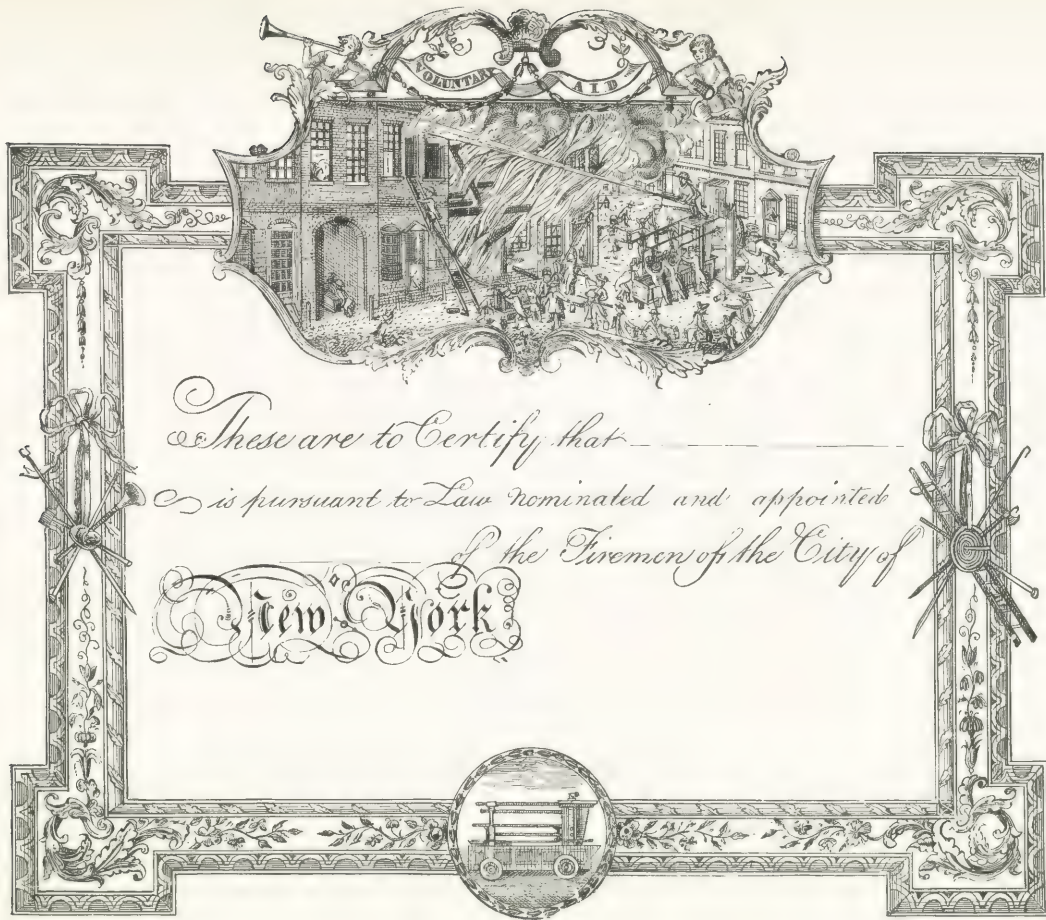 VOLUNTARY AID
These are to Certify that
is pursuant to Law nominated and appointed
of the Firemen of the City of
New York